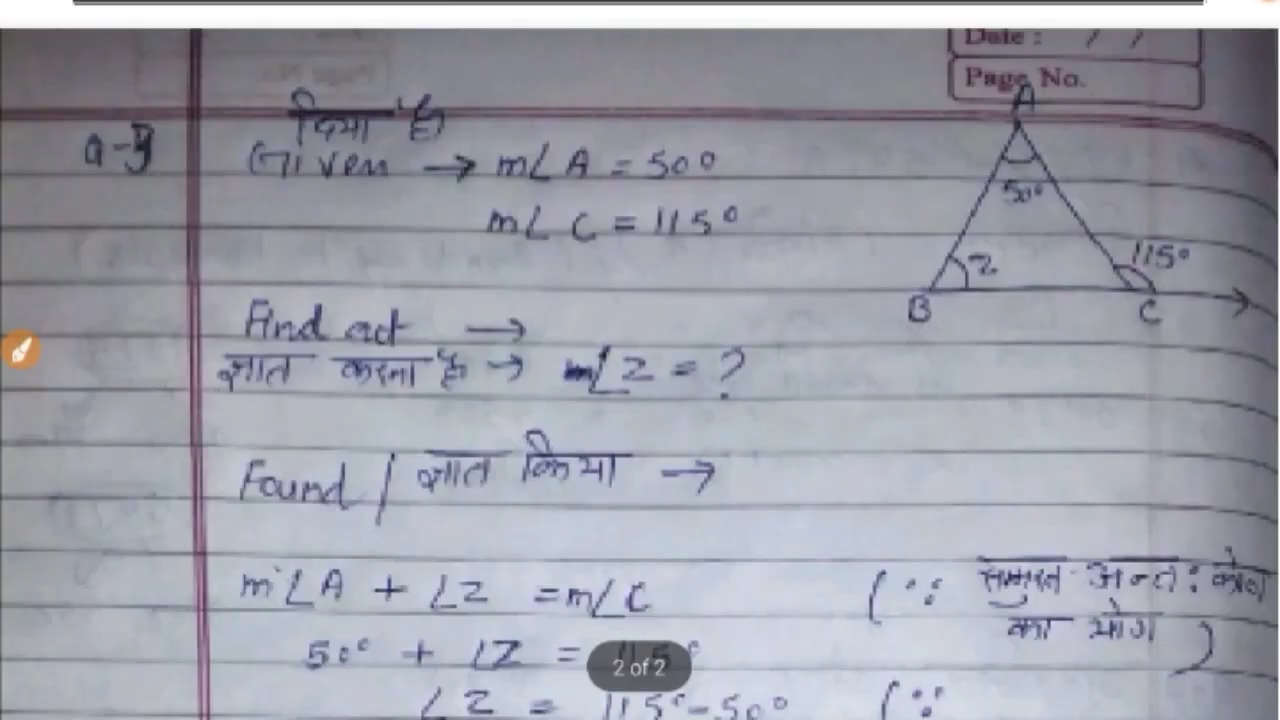 Date : / /
Page No.
दिया है
Given → m∠A = 50°
m∠C = 115°
A
50°
z
115°
B
C
Find out →
ज्ञात करना है → m∠z = ?
Found / ज्ञात किया →
m∠A + ∠z = m∠C
(∵ सम्मुख अन्त: कोण
का योग )
50° + ∠z = 115°
2 of 2
∠z = 115° - 50° (∵